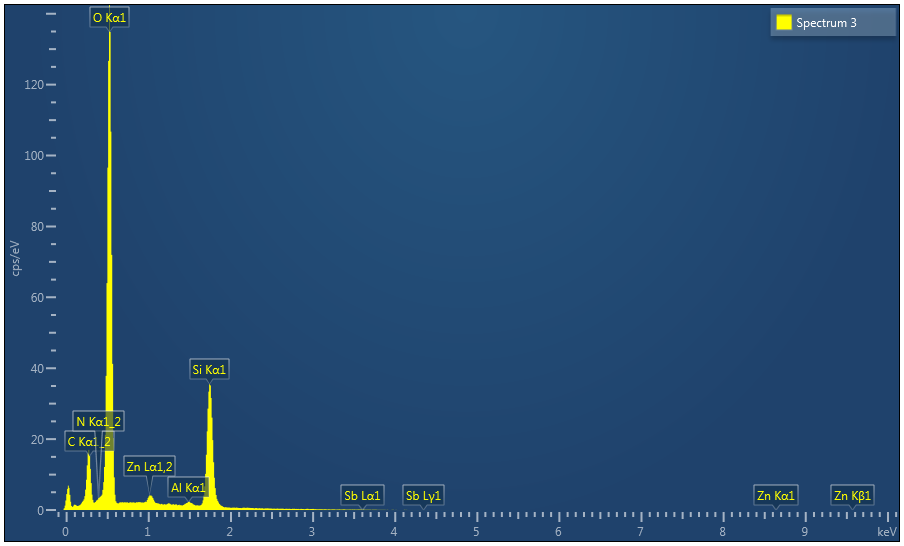 O Kα1
Spectrum 3
120
100
80
cps/eV
60
40
Si Kα1
N Kα1_2
20
C Kα1_2
Zn Lα1,2
Al Kα1
Sb Lα1
Sb Lγ1
Zn Kα1
Zn Kβ1
0
0 1 2 3 4 5 6 7 8 9 keV